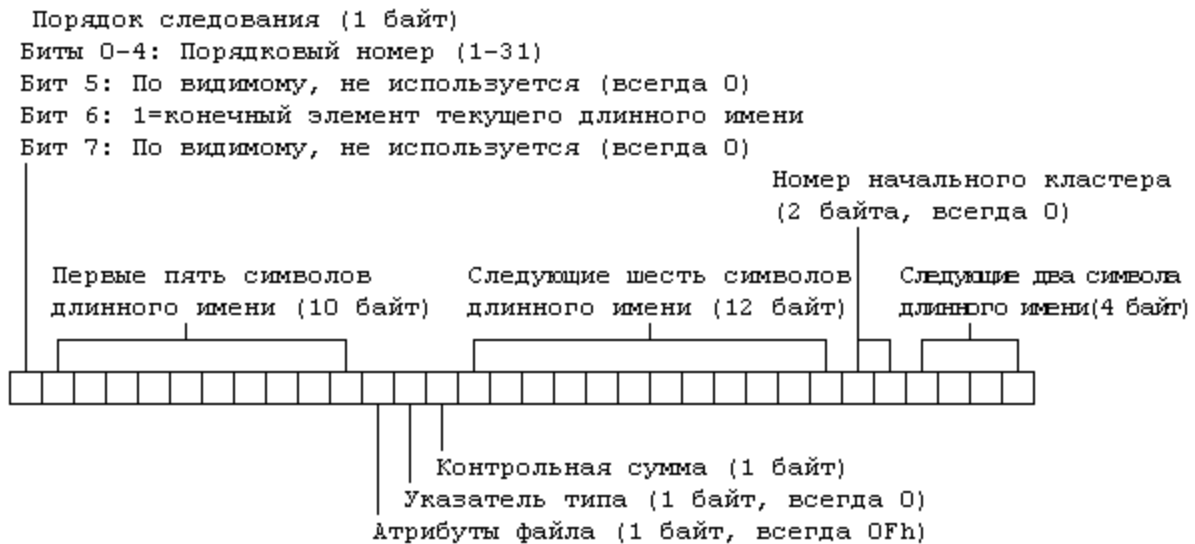 Порядок следования (1 байт)
Биты 0-4: Порядковый номер (1-31)
Бит 5: По видимому, не используется (всегда 0)
Бит 6: 1=конечный элемент текущего длинного имени
Бит 7: По видимому, не используется (всегда 0)
Номер начального кластера
(2 байта, всегда 0)
Первые пять символов
длинного имени (10 байт)
Следующие шесть символов
длинного имени (12 байт)
Следующие два символа
длинного имени(4 байт)
Контрольная сумма (1 байт)
Указатель типа (1 байт, всегда 0)
Атрибуты файла (1 байт, всегда 0Fh)